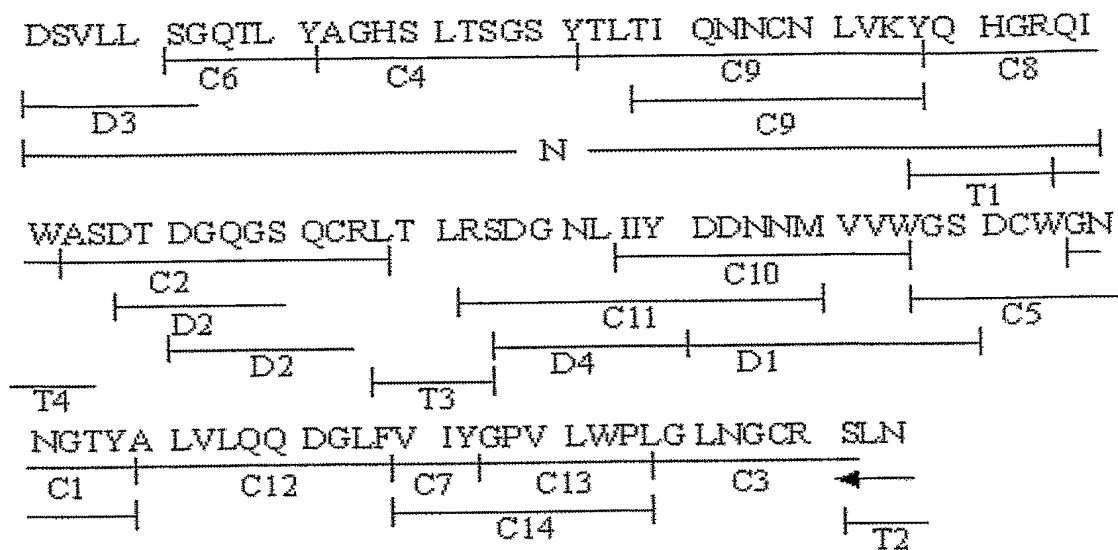 DSVLL SGQTL YAGHS LTSGS YTLTI QNNCN LVKYQ HGRQI
C6 C4 C9 C8
D3 C9
N
T1
WASDT DGQGS QCRLT LRSDG NL IIY DDNNM VVWGS DCWGN
C2 C10
D2 C11 C5
D2 D4 D1
T4 T3
NGTYA LVLQQ DGLFV IYGPV LWPLG LNGCR SLN
C1 C12 C7 C13 C3
C14 T2